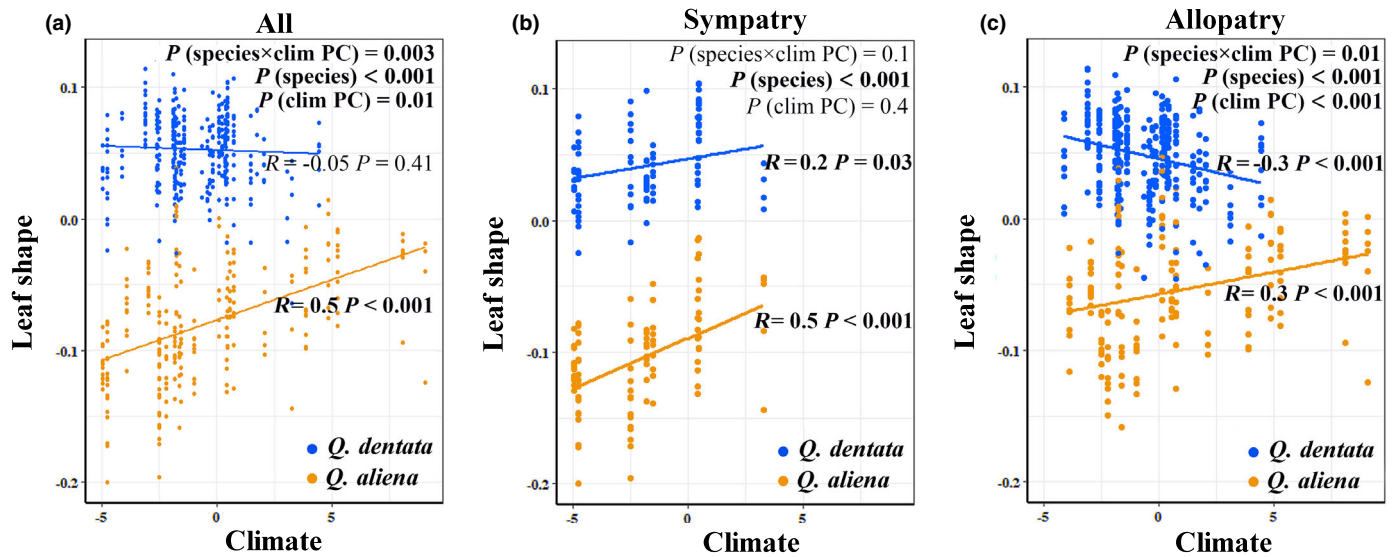 (a)
All
P (species×clim PC) = 0.003
P (species) < 0.001
P (clim PC) = 0.01
R = -0.05 P = 0.41
R = 0.5 P < 0.001
Q. dentata
Q. aliena
0.1
0.0
-0.1
-0.2
-5
0
5
Leaf shape
Climate
(b)
Sympatry
P (species×clim PC) = 0.1
P (species) < 0.001
P (clim PC) = 0.4
R = 0.2 P = 0.03
R = 0.5 P < 0.001
Q. dentata
Q. aliena
0.1
0.0
-0.1
-0.2
-5
0
5
Leaf shape
Climate
(c)
Allopatry
P (species×clim PC) = 0.01
P (species) < 0.001
P (clim PC) < 0.001
R = -0.3 P < 0.001
R = 0.3 P < 0.001
Q. dentata
Q. aliena
0.1
0.0
-0.1
-0.2
-5
0
5
Leaf shape
Climate